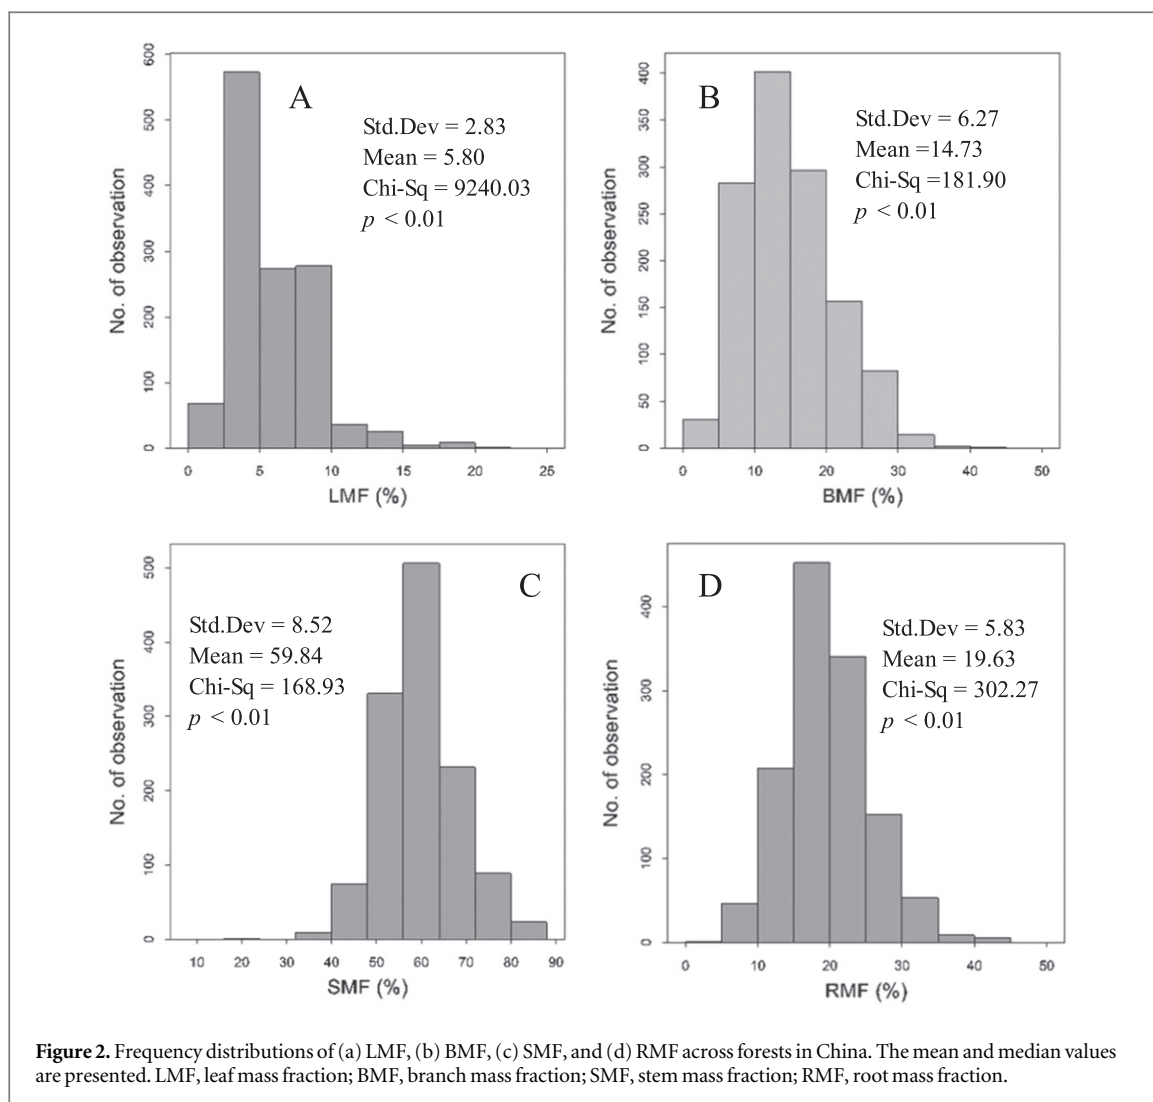 A
Std.Dev = 2.83
Mean = 5.80
Chi-Sq = 9240.03
p < 0.01
No. of observation
600
500
400
300
200
100
0
0 5 10 15 20 25
LMF (%)
B
Std.Dev = 6.27
Mean =14.73
Chi-Sq =181.90
p < 0.01
No. of observation
400
350
300
250
200
150
100
50
0
0 10 20 30 40 50
BMF (%)
C
Std.Dev = 8.52
Mean = 59.84
Chi-Sq = 168.93
p < 0.01
No. of observation
500
400
300
200
100
0
10 20 30 40 50 60 70 80 90
SMF (%)
D
Std.Dev = 5.83
Mean = 19.63
Chi-Sq = 302.27
p < 0.01
No. of observation
400
300
200
100
0
0 10 20 30 40 50
RMF (%)
Figure 2. Frequency distributions of (a) LMF, (b) BMF, (c) SMF, and (d) RMF across forests in China. The mean and median values
are presented. LMF, leaf mass fraction; BMF, branch mass fraction; SMF, stem mass fraction; RMF, root mass fraction.